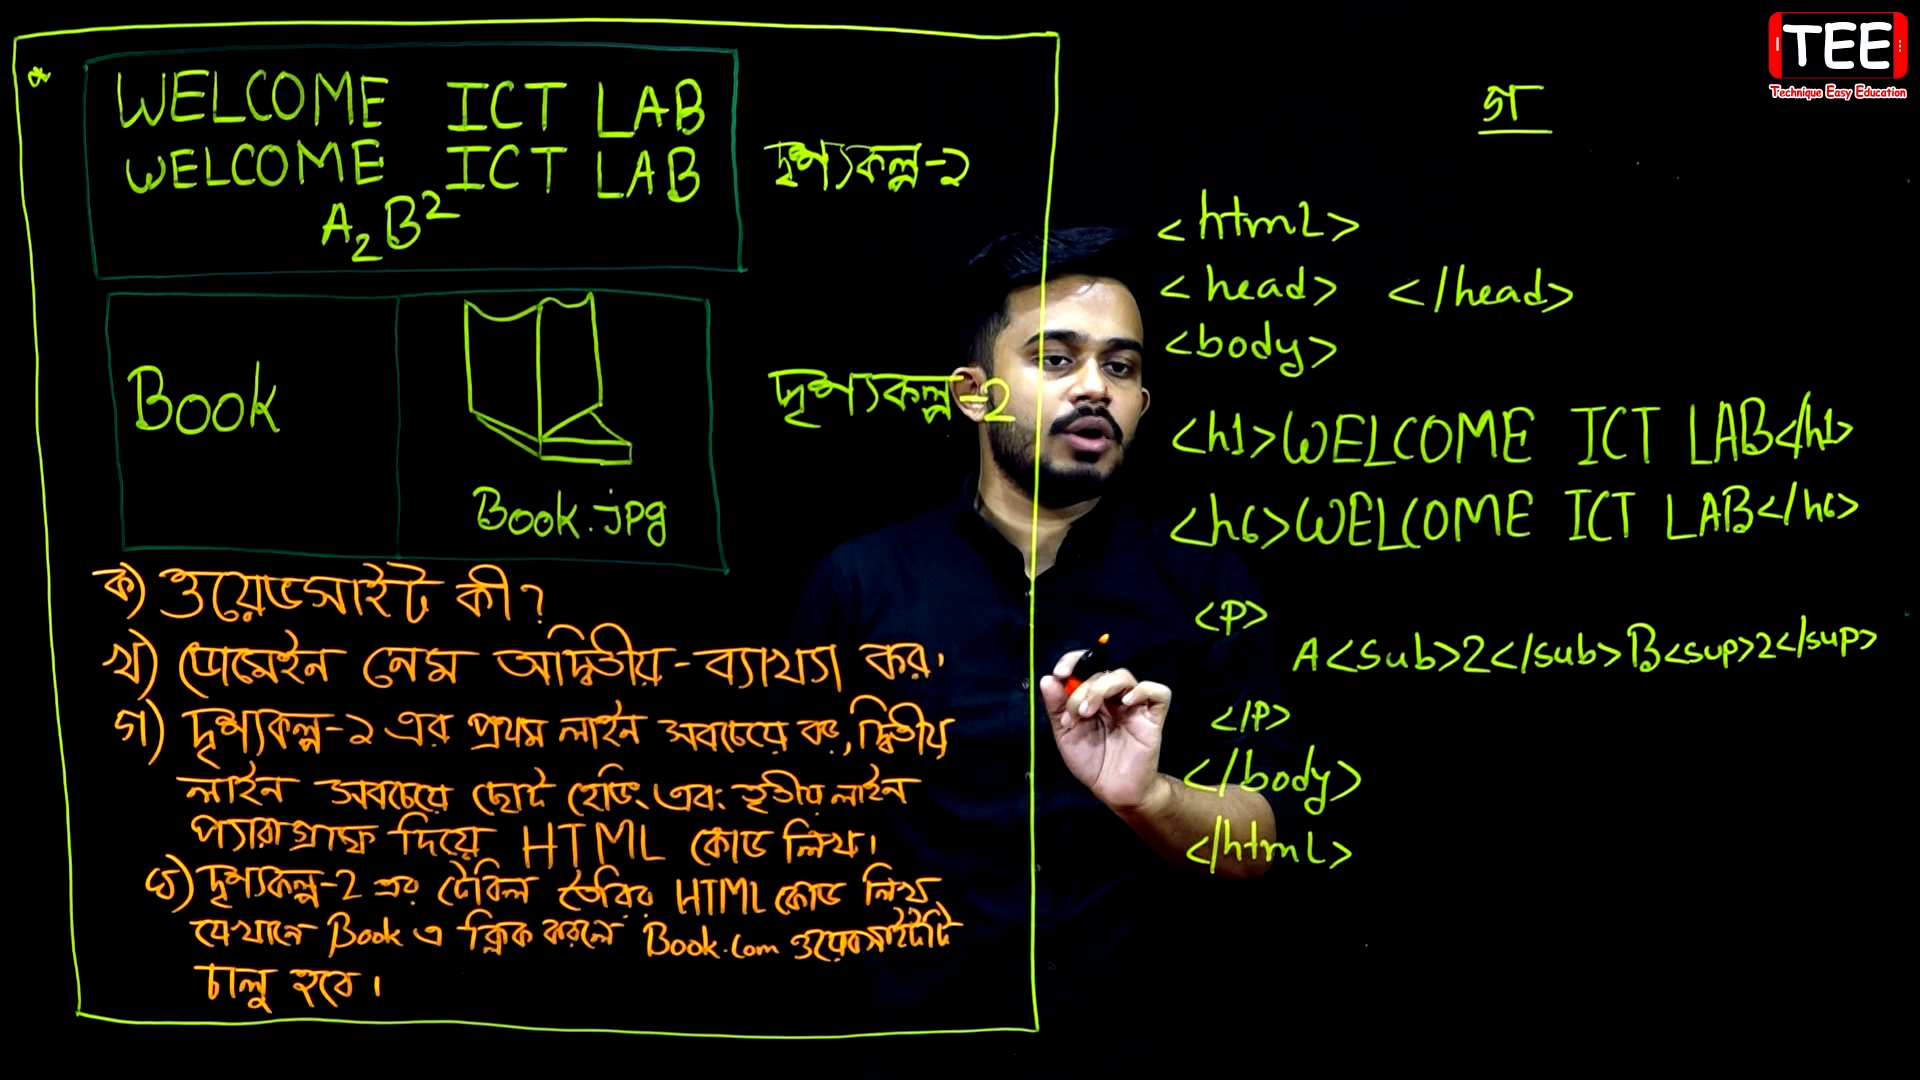 TEE
Technique Easy Education
WELCOME ICT LAB
WELCOME ICT LAB
A₂B²
দৃশ্যকল্প-১
Book
Book.jpg
দৃশ্যকল্প-2
ক) ওয়েবসাইট কী?
খ) ডোমেইন নেম অদ্বিতীয়-ব্যাখ্যা কর।
গ) দৃশ্যকল্প-১ এর প্রথম লাইন সবচেয়ে বড়, দ্বিতীয়
লাইন সবচেয়ে ছোট হেডিং এবং তৃতীয় লাইন
প্যারাগ্রাফ দিয়ে HTML কোড লিখ।
ঘ) দৃশ্যকল্প-2 এর টেবিল তৈরির HTML কোড লিখ
যেখানে Book এ ক্লিক করলে Book.com ওয়েবসাইটটি
চালু হবে।
গ
<html>
<head> </head>
<body>
<h1>WELCOME ICT LAB</h1>
<h6>WELCOME ICT LAB</h6>
<p>
A<sub>2</sub>B<sup>2</sup>
</p>
</body>
</html>